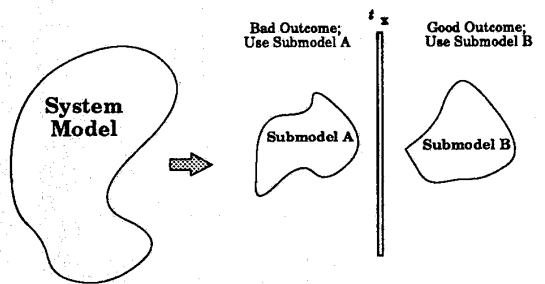 Bad Outcome;
Use Submodel A
t x
Good Outcome;
Use Submodel B
System
Model
Submodel A
Submodel B